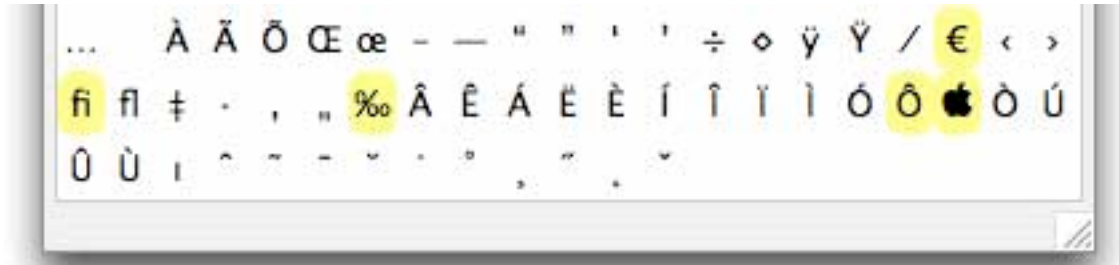 … À Ã Õ Œ œ – — “ ” ‘ ’ ÷ ◊ ÿ Ÿ ⁄ € ‹ ›
ﬁ ﬂ ‡ · ‚ „ ‰ Â Ê Á Ë È Í Î Ï Ì Ó Ô  Ò Ú
Û Ù ı ˆ ˜ ¯ ˘ ˙ ˚ ¸ ˝ ˛ ˇ